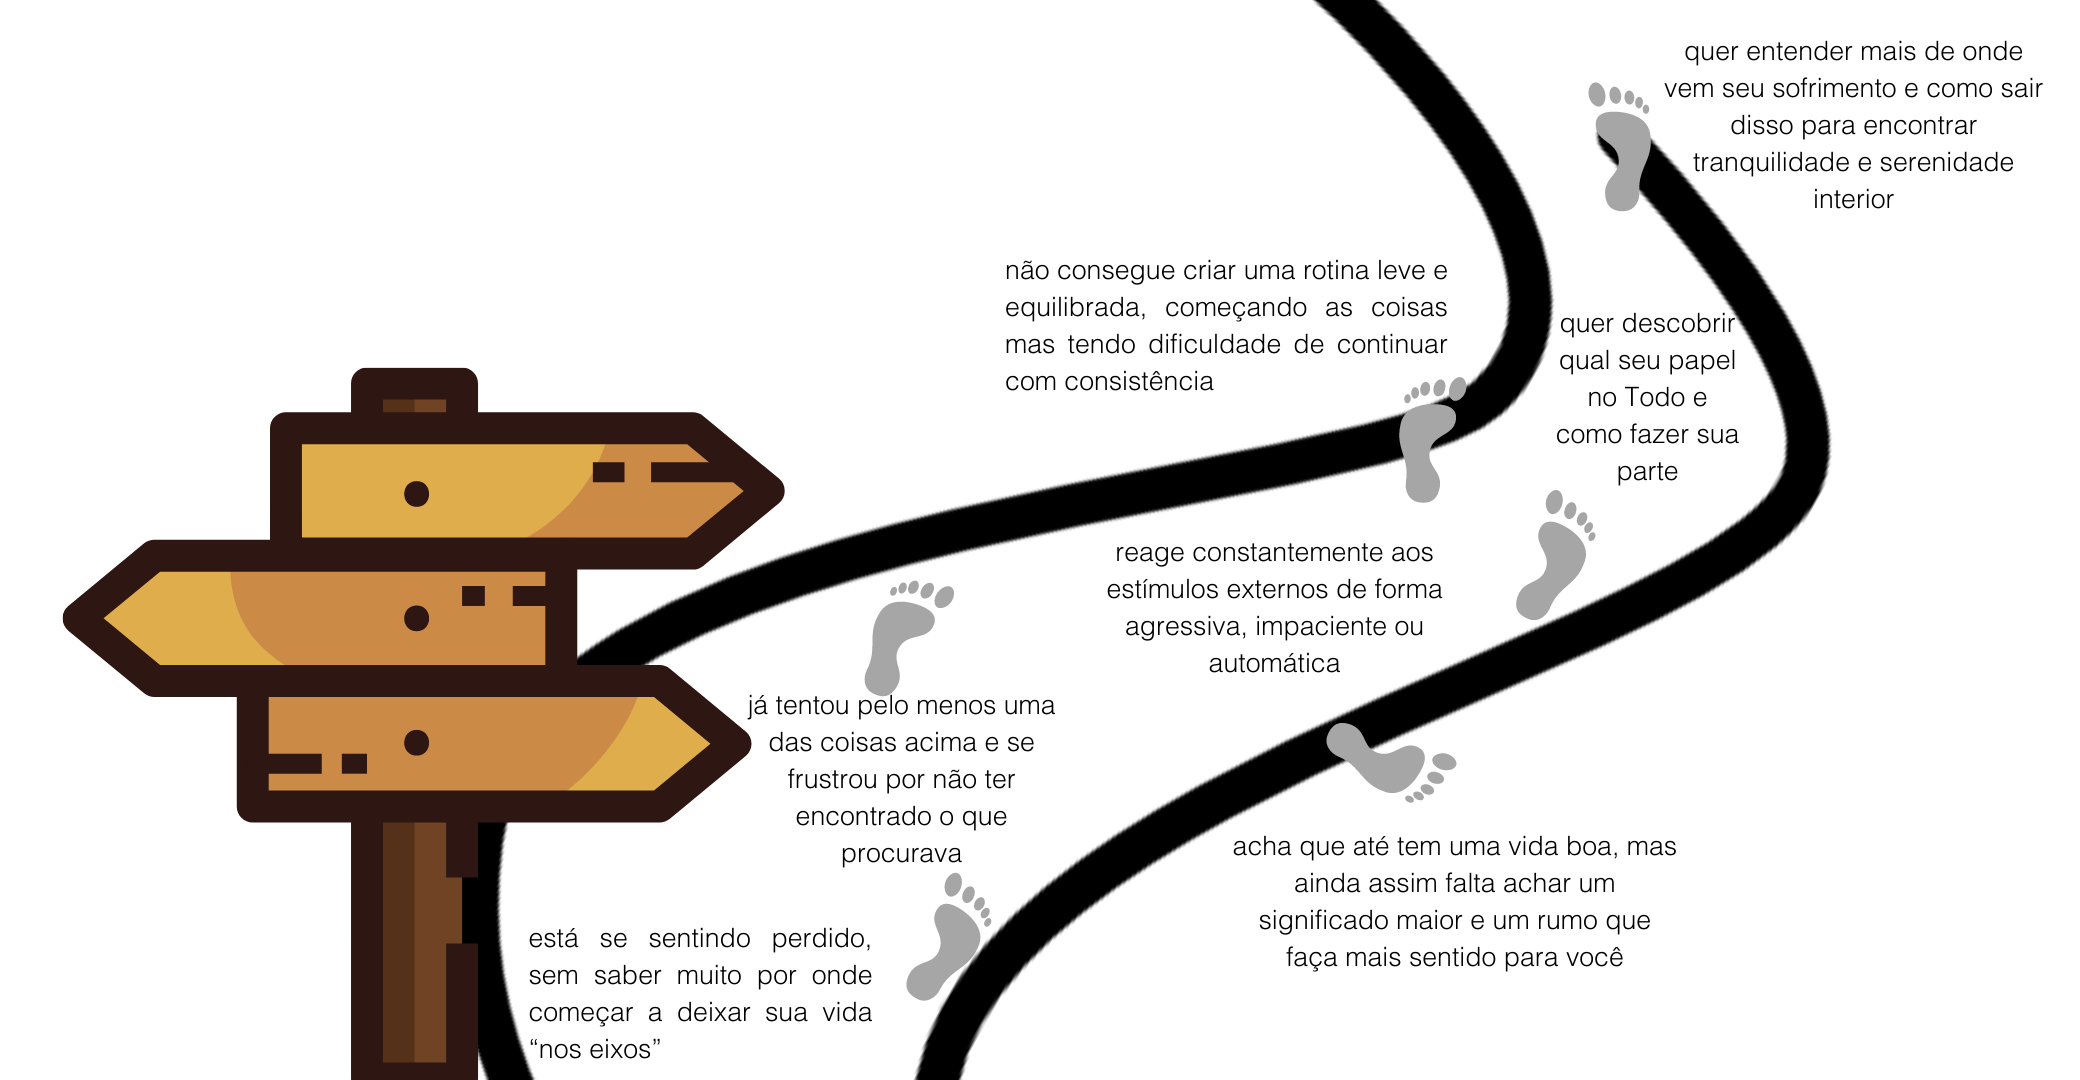 quer entender mais de onde
vem seu sofrimento e como sair
disso para encontrar
tranquilidade e serenidade
interior
não consegue criar uma rotina leve e
equilibrada, começando as coisas
mas tendo dificuldade de continuar
com consistência
quer descobrir
qual seu papel
no Todo e
como fazer sua
parte
reage constantemente aos
estímulos externos de forma
agressiva, impaciente ou
automática
já tentou pelo menos uma
das coisas acima e se
frustrou por não ter
encontrado o que
procurava
acha que até tem uma vida boa, mas
ainda assim falta achar um
significado maior e um rumo que
faça mais sentido para você
está se sentindo perdido,
sem saber muito por onde
começar a deixar sua vida
“nos eixos”